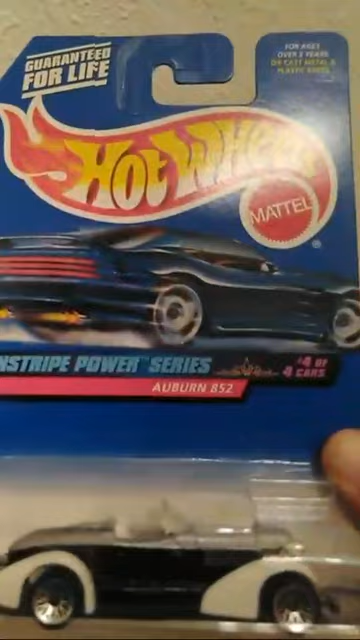 GUARANTEED
FOR LIFE
FOR AGES
OVER 3 YEARS
DIE CAST METAL &
PLASTIC PARTS
HOT WHEELS
MATTEL
®
NSTRIPE POWER™ SERIES
#4 OF
4 CARS
AUBURN 852